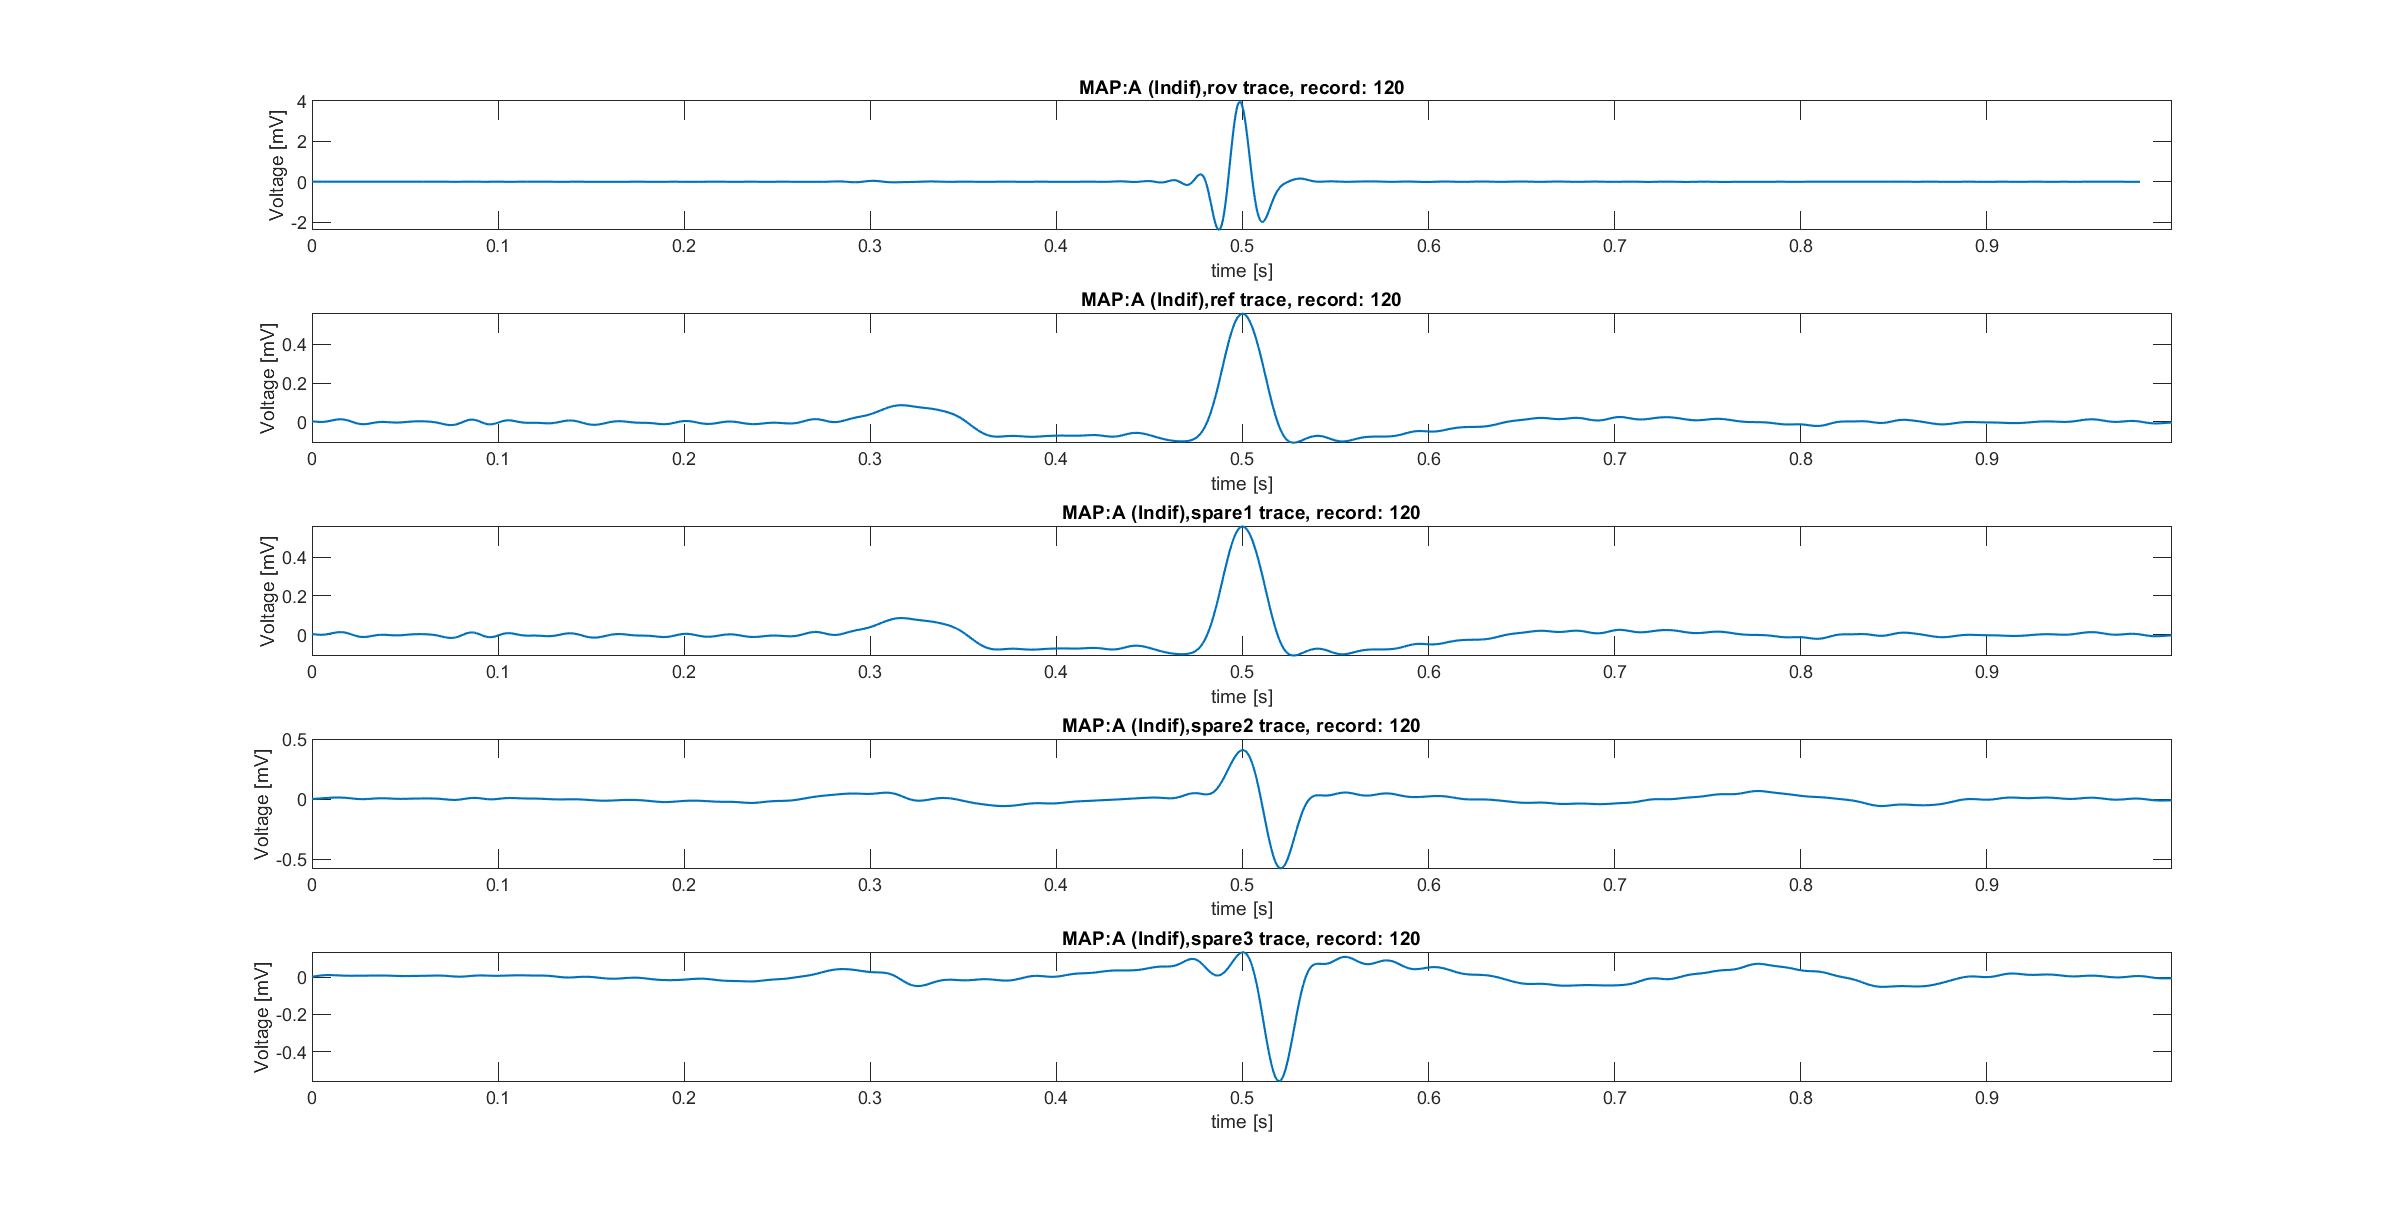 MAP:A (Indif),rov trace, record: 120
Voltage [mV]
4
2
0
-2
0 0.1 0.2 0.3 0.4 0.5 0.6 0.7 0.8 0.9
time [s]
MAP:A (Indif),ref trace, record: 120
Voltage [mV]
0.4
0.2
0
0 0.1 0.2 0.3 0.4 0.5 0.6 0.7 0.8 0.9
time [s]
MAP:A (Indif),spare1 trace, record: 120
Voltage [mV]
0.4
0.2
0
0 0.1 0.2 0.3 0.4 0.5 0.6 0.7 0.8 0.9
time [s]
MAP:A (Indif),spare2 trace, record: 120
Voltage [mV]
0.5
0
-0.5
0 0.1 0.2 0.3 0.4 0.5 0.6 0.7 0.8 0.9
time [s]
MAP:A (Indif),spare3 trace, record: 120
Voltage [mV]
0
-0.2
-0.4
0 0.1 0.2 0.3 0.4 0.5 0.6 0.7 0.8 0.9
time [s]